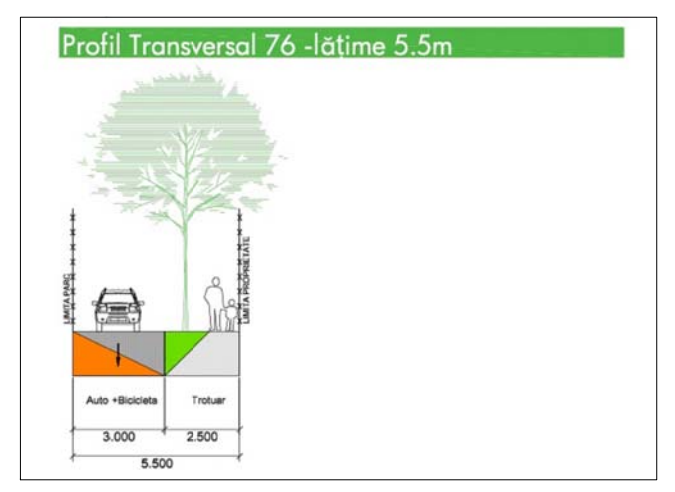 Profil Transversal 76 -lățime 5.5m
LIMITA PARC
LIMITA PROPRIETATE
Auto +Bicicleta
Trotuar
3.000
2.500
5.500